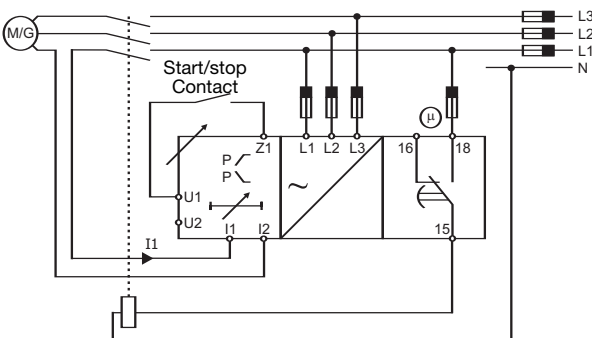 L3
M/G
L2
L1
Start/stop
Contact
N
μ
Z1 L1 L2 L3 16 18
P
P
~
U1
U2
I1 I2 15
I1